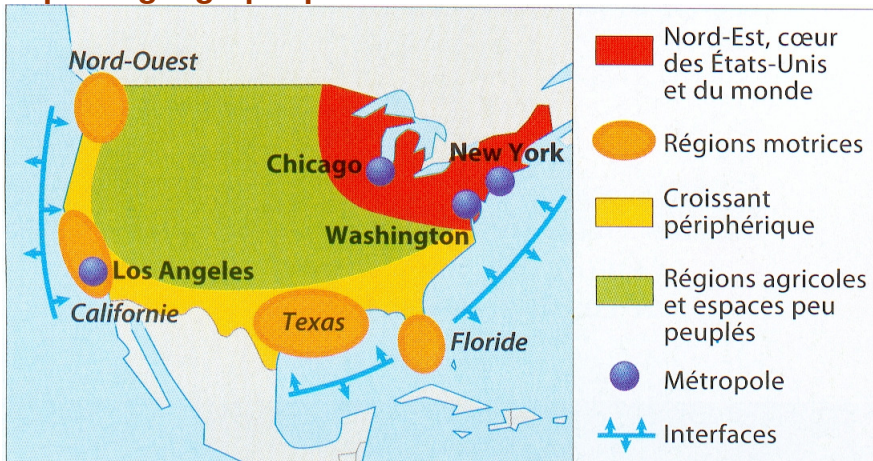 Nord-Ouest
Chicago
New York
Washington
Los Angeles
Californie
Texas
Floride
Nord-Est, cœur
des États-Unis
et du monde
Régions motrices
Croissant
périphérique
Régions agricoles
et espaces peu
peuplés
Métropole
Interfaces